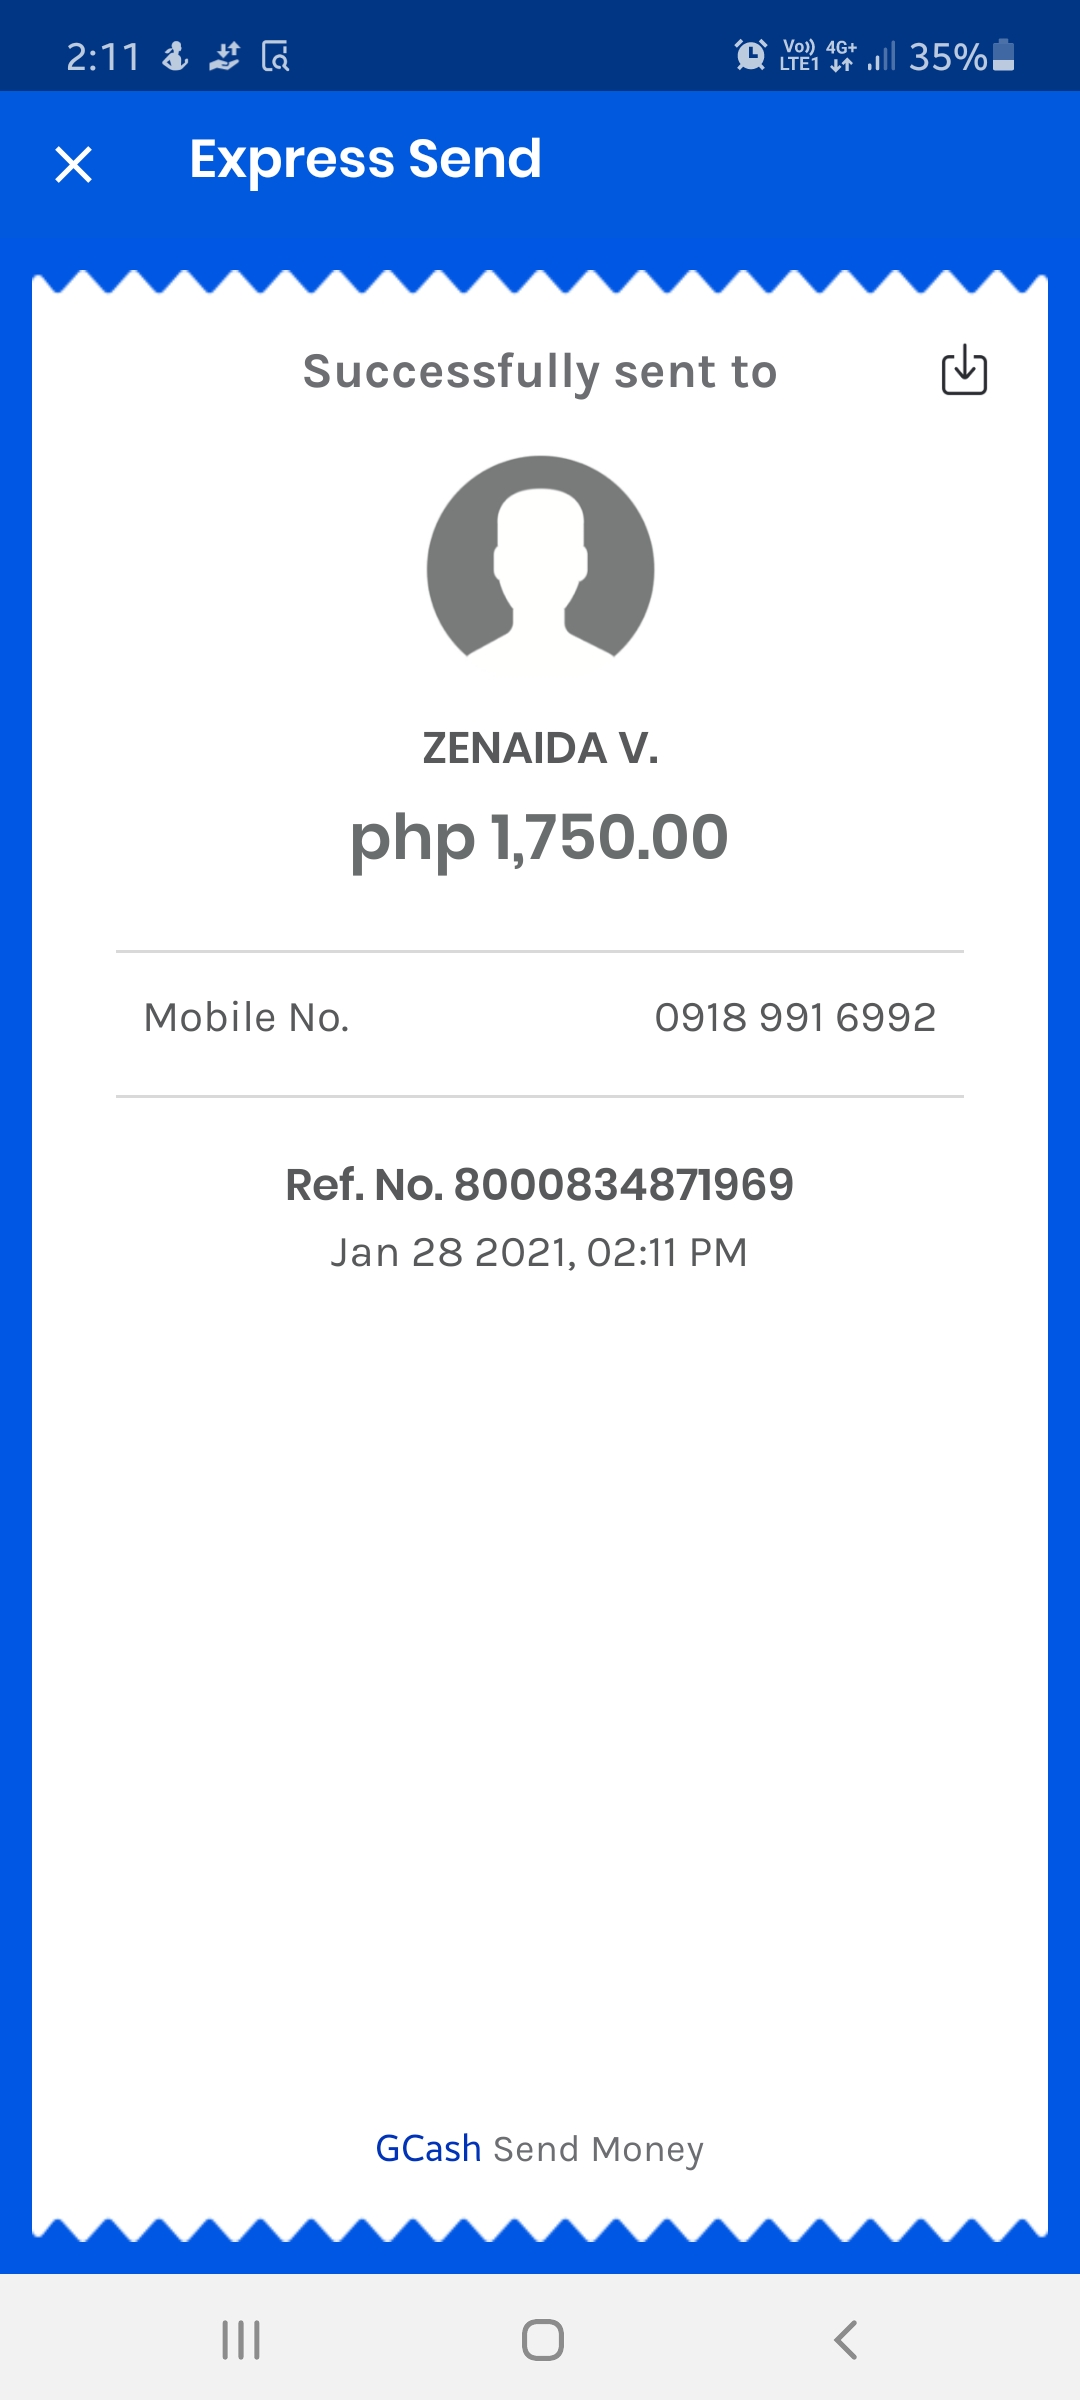 2:11 Vo)) LTE1 4G+ 35%
Express Send
Successfully sent to
ZENAIDA V.
php 1,750.00
Mobile No. 0918 991 6992
Ref. No. 8000834871969
Jan 28 2021, 02:11 PM
GCash Send Money